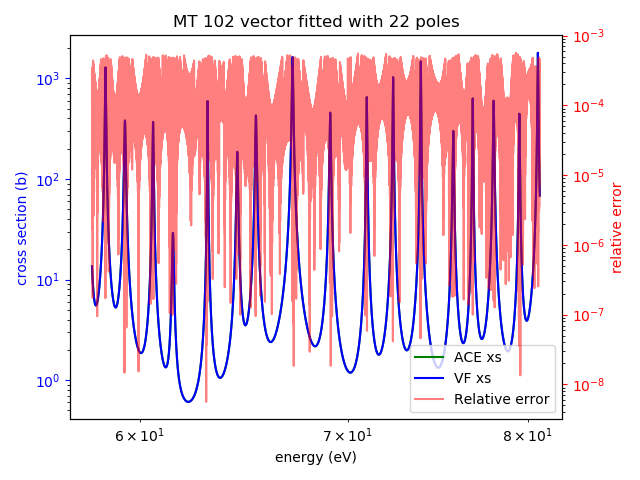 MT 102 vector fitted with 22 poles
cross section (b)
10³
10²
10¹
10⁰
10⁻³
10⁻⁴
10⁻⁵
10⁻⁶
10⁻⁷
10⁻⁸
relative error
ACE xs
VF xs
Relative error
6 × 10¹ 7 × 10¹ 8 × 10¹
energy (eV)